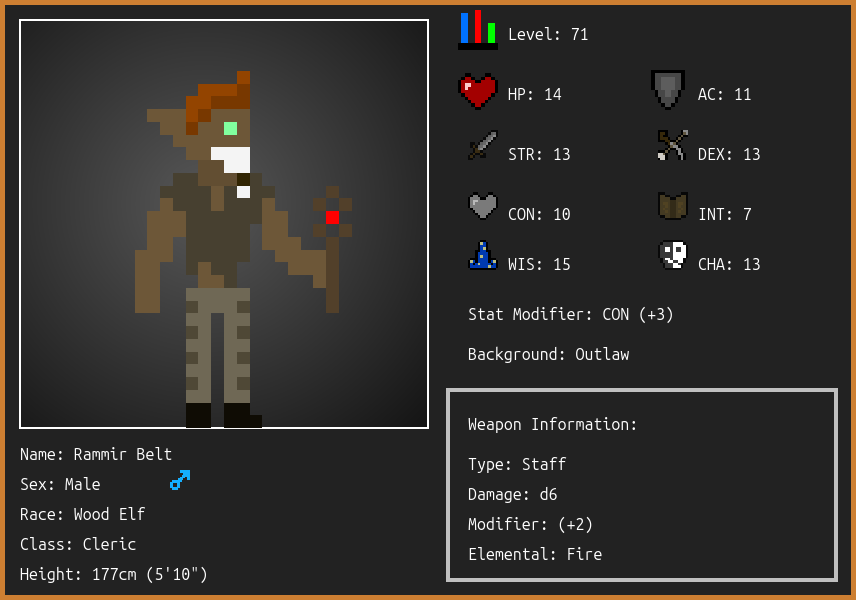 Level: 71
HP: 14
AC: 11
STR: 13
DEX: 13
CON: 10
INT: 7
WIS: 15
CHA: 13
Stat Modifier: CON (+3)
Background: Outlaw
Weapon Information:
Type: Staff
Damage: d6
Modifier: (+2)
Elemental: Fire
Name: Rammir Belt
Sex: Male
Race: Wood Elf
Class: Cleric
Height: 177cm (5'10")